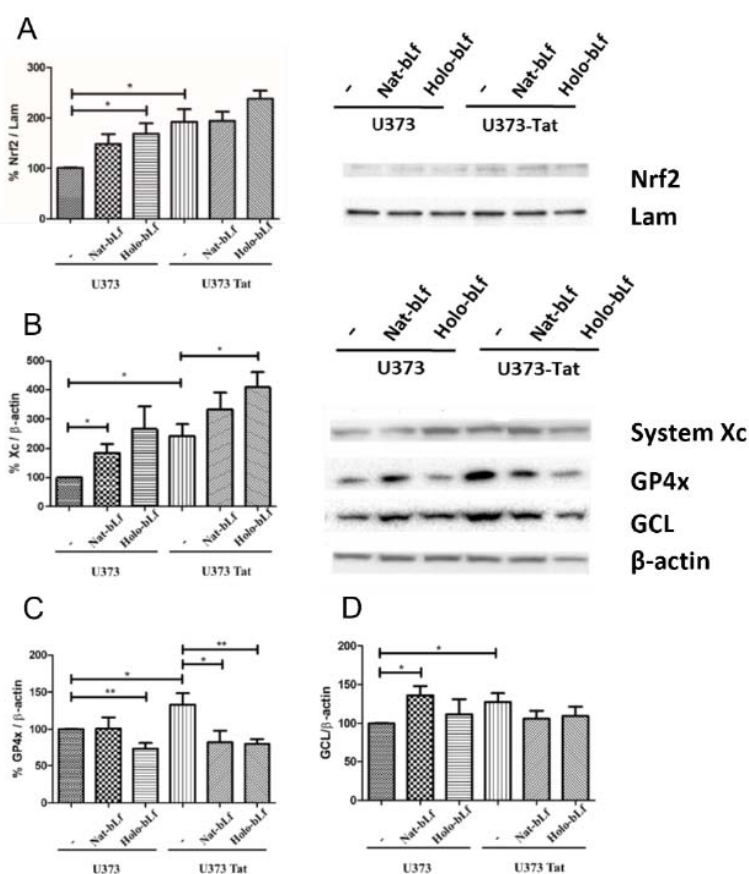 A
% Nrf2 / Lam
300
200
100
0
*
*
- Nat-bLf Holo-bLf - Nat-bLf Holo-bLf
U373 U373 Tat
- Nat-bLf Holo-bLf - Nat-bLf Holo-bLf
U373 U373-Tat
Nrf2
Lam
B
% Xc / β-actin
500
400
300
200
100
0
*
*
*
- Nat-bLf Holo-bLf - Nat-bLf Holo-bLf
U373 U373 Tat
- Nat-bLf Holo-bLf - Nat-bLf Holo-bLf
U373 U373-Tat
System Xc
GP4x
GCL
β-actin
C
% GP4x / β-actin
200
150
100
50
0
**
* *
**
- Nat-bLf Holo-bLf - Nat-bLf Holo-bLf
U373 U373 Tat
D
GCL/β-actin
200
150
100
50
0
*
*
- Nat-bLf Holo-bLf - Nat-bLf Holo-bLf
U373 U373 Tat